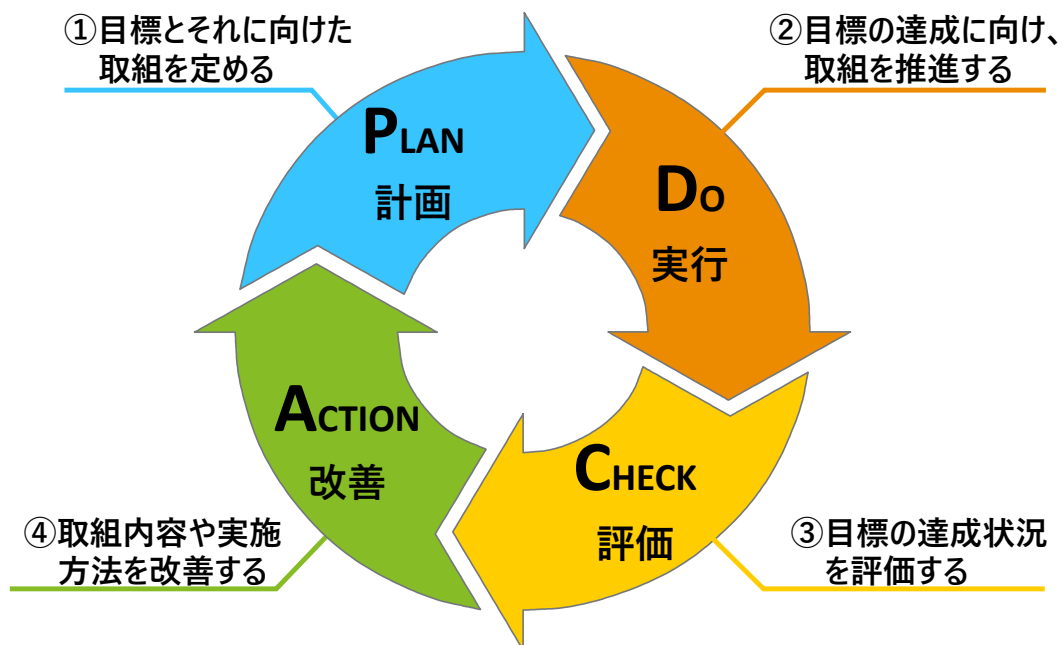 ①目標とそれに向けた
取組を定める
②目標の達成に向け、
取組を推進する
PLAN
計画
DO
実行
CHECK
評価
ACTION
改善
③目標の達成状況
を評価する
④取組内容や実施
方法を改善する